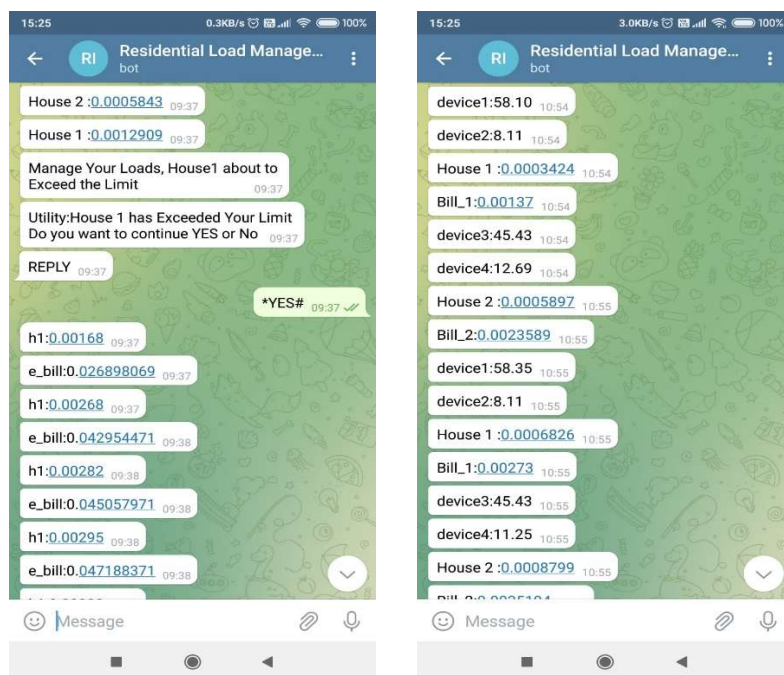 15:25 0.3KB/s 100%
RI Residential Load Manage...
bot
House 2 :0.0005843 09:37
House 1 :0.0012909 09:37
Manage Your Loads, House1 about to
Exceed the Limit 09:37
Utility:House 1 has Exceeded Your Limit
Do you want to continue YES or No 09:37
REPLY 09:37
*YES# 09:37
h1:0.00168 09:37
e_bill:0.026898069 09:37
h1:0.00268 09:37
e_bill:0.042954471 09:38
h1:0.00282 09:38
e_bill:0.045057971 09:38
h1:0.00295 09:38
e_bill:0.047188371 09:38
Message
15:25 3.0KB/s 100%
RI Residential Load Manage...
bot
device1:58.10 10:54
device2:8.11 10:54
House 1 :0.0003424 10:54
Bill_1:0.00137 10:54
device3:45.43 10:54
device4:12.69 10:54
House 2 :0.0005897 10:55
Bill_2:0.0023589 10:55
device1:58.35 10:55
device2:8.11 10:55
House 1 :0.0006826 10:55
Bill_1:0.00273 10:55
device3:45.43 10:55
device4:11.25 10:55
House 2 :0.0008799 10:55
Message